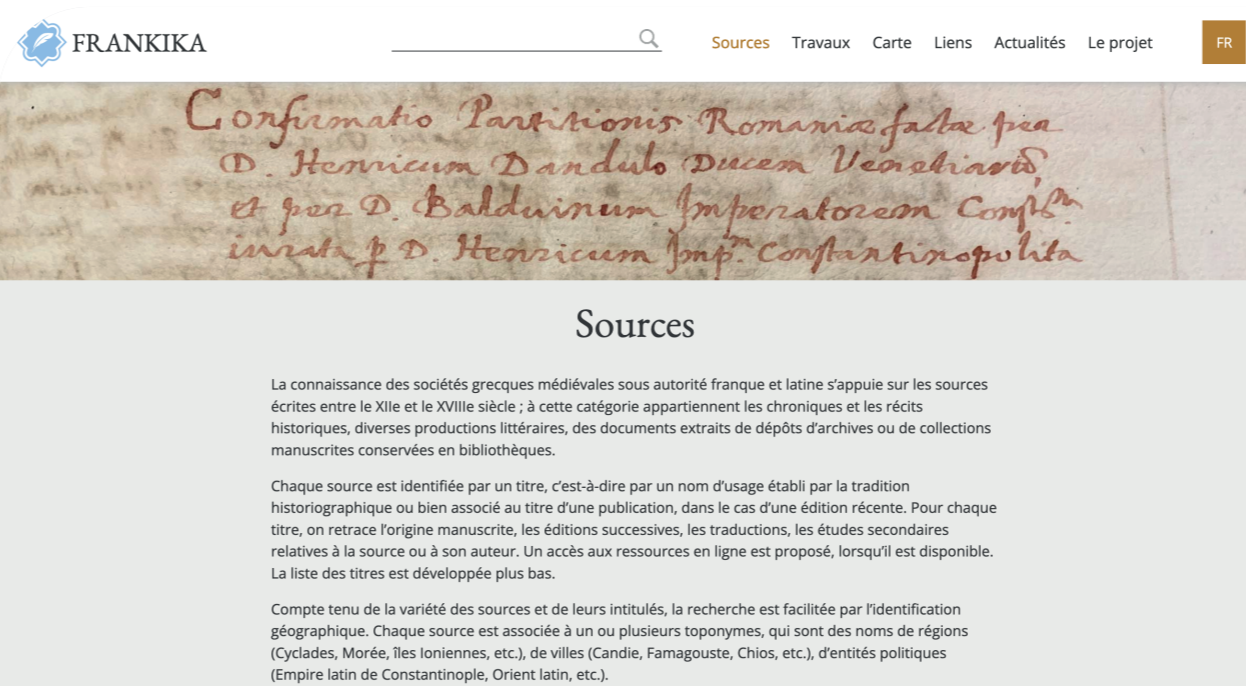 FRANKIKA
Sources Travaux Carte Liens Actualités Le projet FR
Confirmatio Partitionis Romaniæ factæ per
D. Henricum Dandulo Ducem Venetiarū,
et per D. Balduinum Imperatorem Const.m
iurata ꝑ D. Henricum Imp.m Constantinopolita
Sources
La connaissance des sociétés grecques médiévales sous autorité franque et latine s’appuie sur les sources
écrites entre le XIIe et le XVIIIe siècle ; à cette catégorie appartiennent les chroniques et les récits
historiques, diverses productions littéraires, des documents extraits de dépôts d’archives ou de collections
manuscrites conservées en bibliothèques.
Chaque source est identifiée par un titre, c’est-à-dire par un nom d’usage établi par la tradition
historiographique ou bien associé au titre d’une publication, dans le cas d’une édition récente. Pour chaque
titre, on retrace l’origine manuscrite, les éditions successives, les traductions, les études secondaires
relatives à la source ou à son auteur. Un accès aux ressources en ligne est proposé, lorsqu’il est disponible.
La liste des titres est développée plus bas.
Compte tenu de la variété des sources et de leurs intitulés, la recherche est facilitée par l’identification
géographique. Chaque source est associée à un ou plusieurs toponymes, qui sont des noms de régions
(Cyclades, Morée, îles Ioniennes, etc.), de villes (Candie, Famagouste, Chios, etc.), d’entités politiques
(Empire latin de Constantinople, Orient latin, etc.).